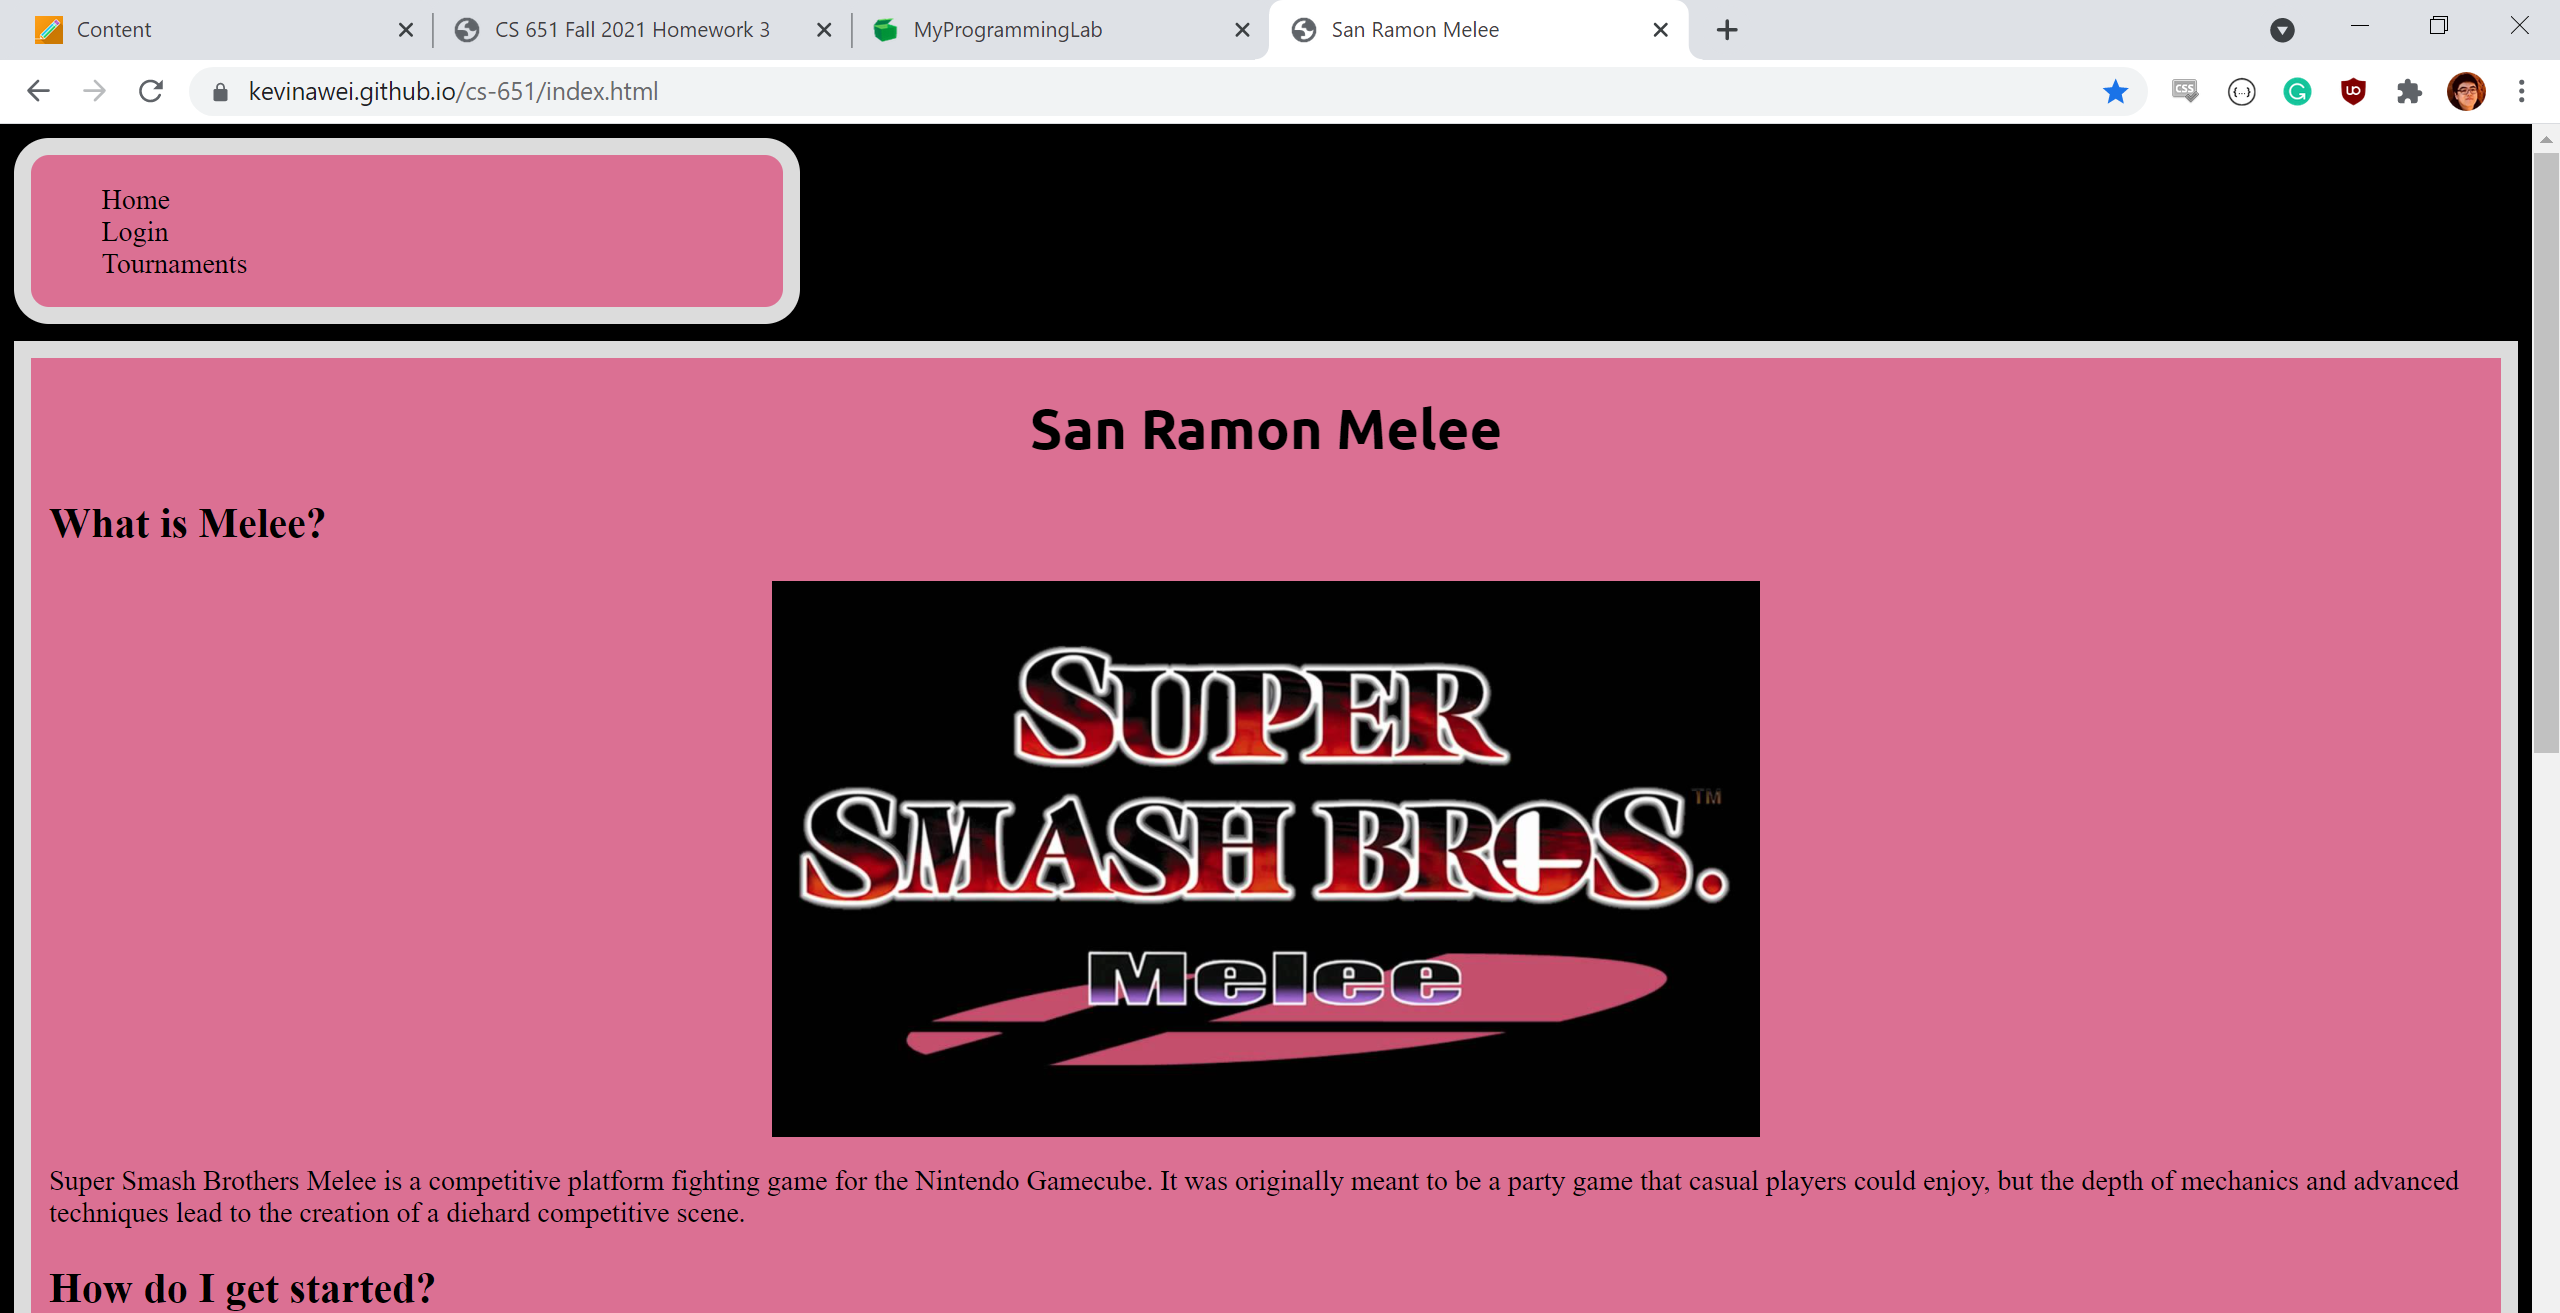 Content
CS 651 Fall 2021 Homework 3
MyProgrammingLab
San Ramon Melee
kevinawei.github.io/cs-651/index.html
CSS
{...}
G
UO
Home
Login
Tournaments
San Ramon Melee
What is Melee?
SUPER
SMASH BROS.™
Melee
Super Smash Brothers Melee is a competitive platform fighting game for the Nintendo Gamecube. It was originally meant to be a party game that casual players could enjoy, but the depth of mechanics and advanced
techniques lead to the creation of a diehard competitive scene.
How do I get started?